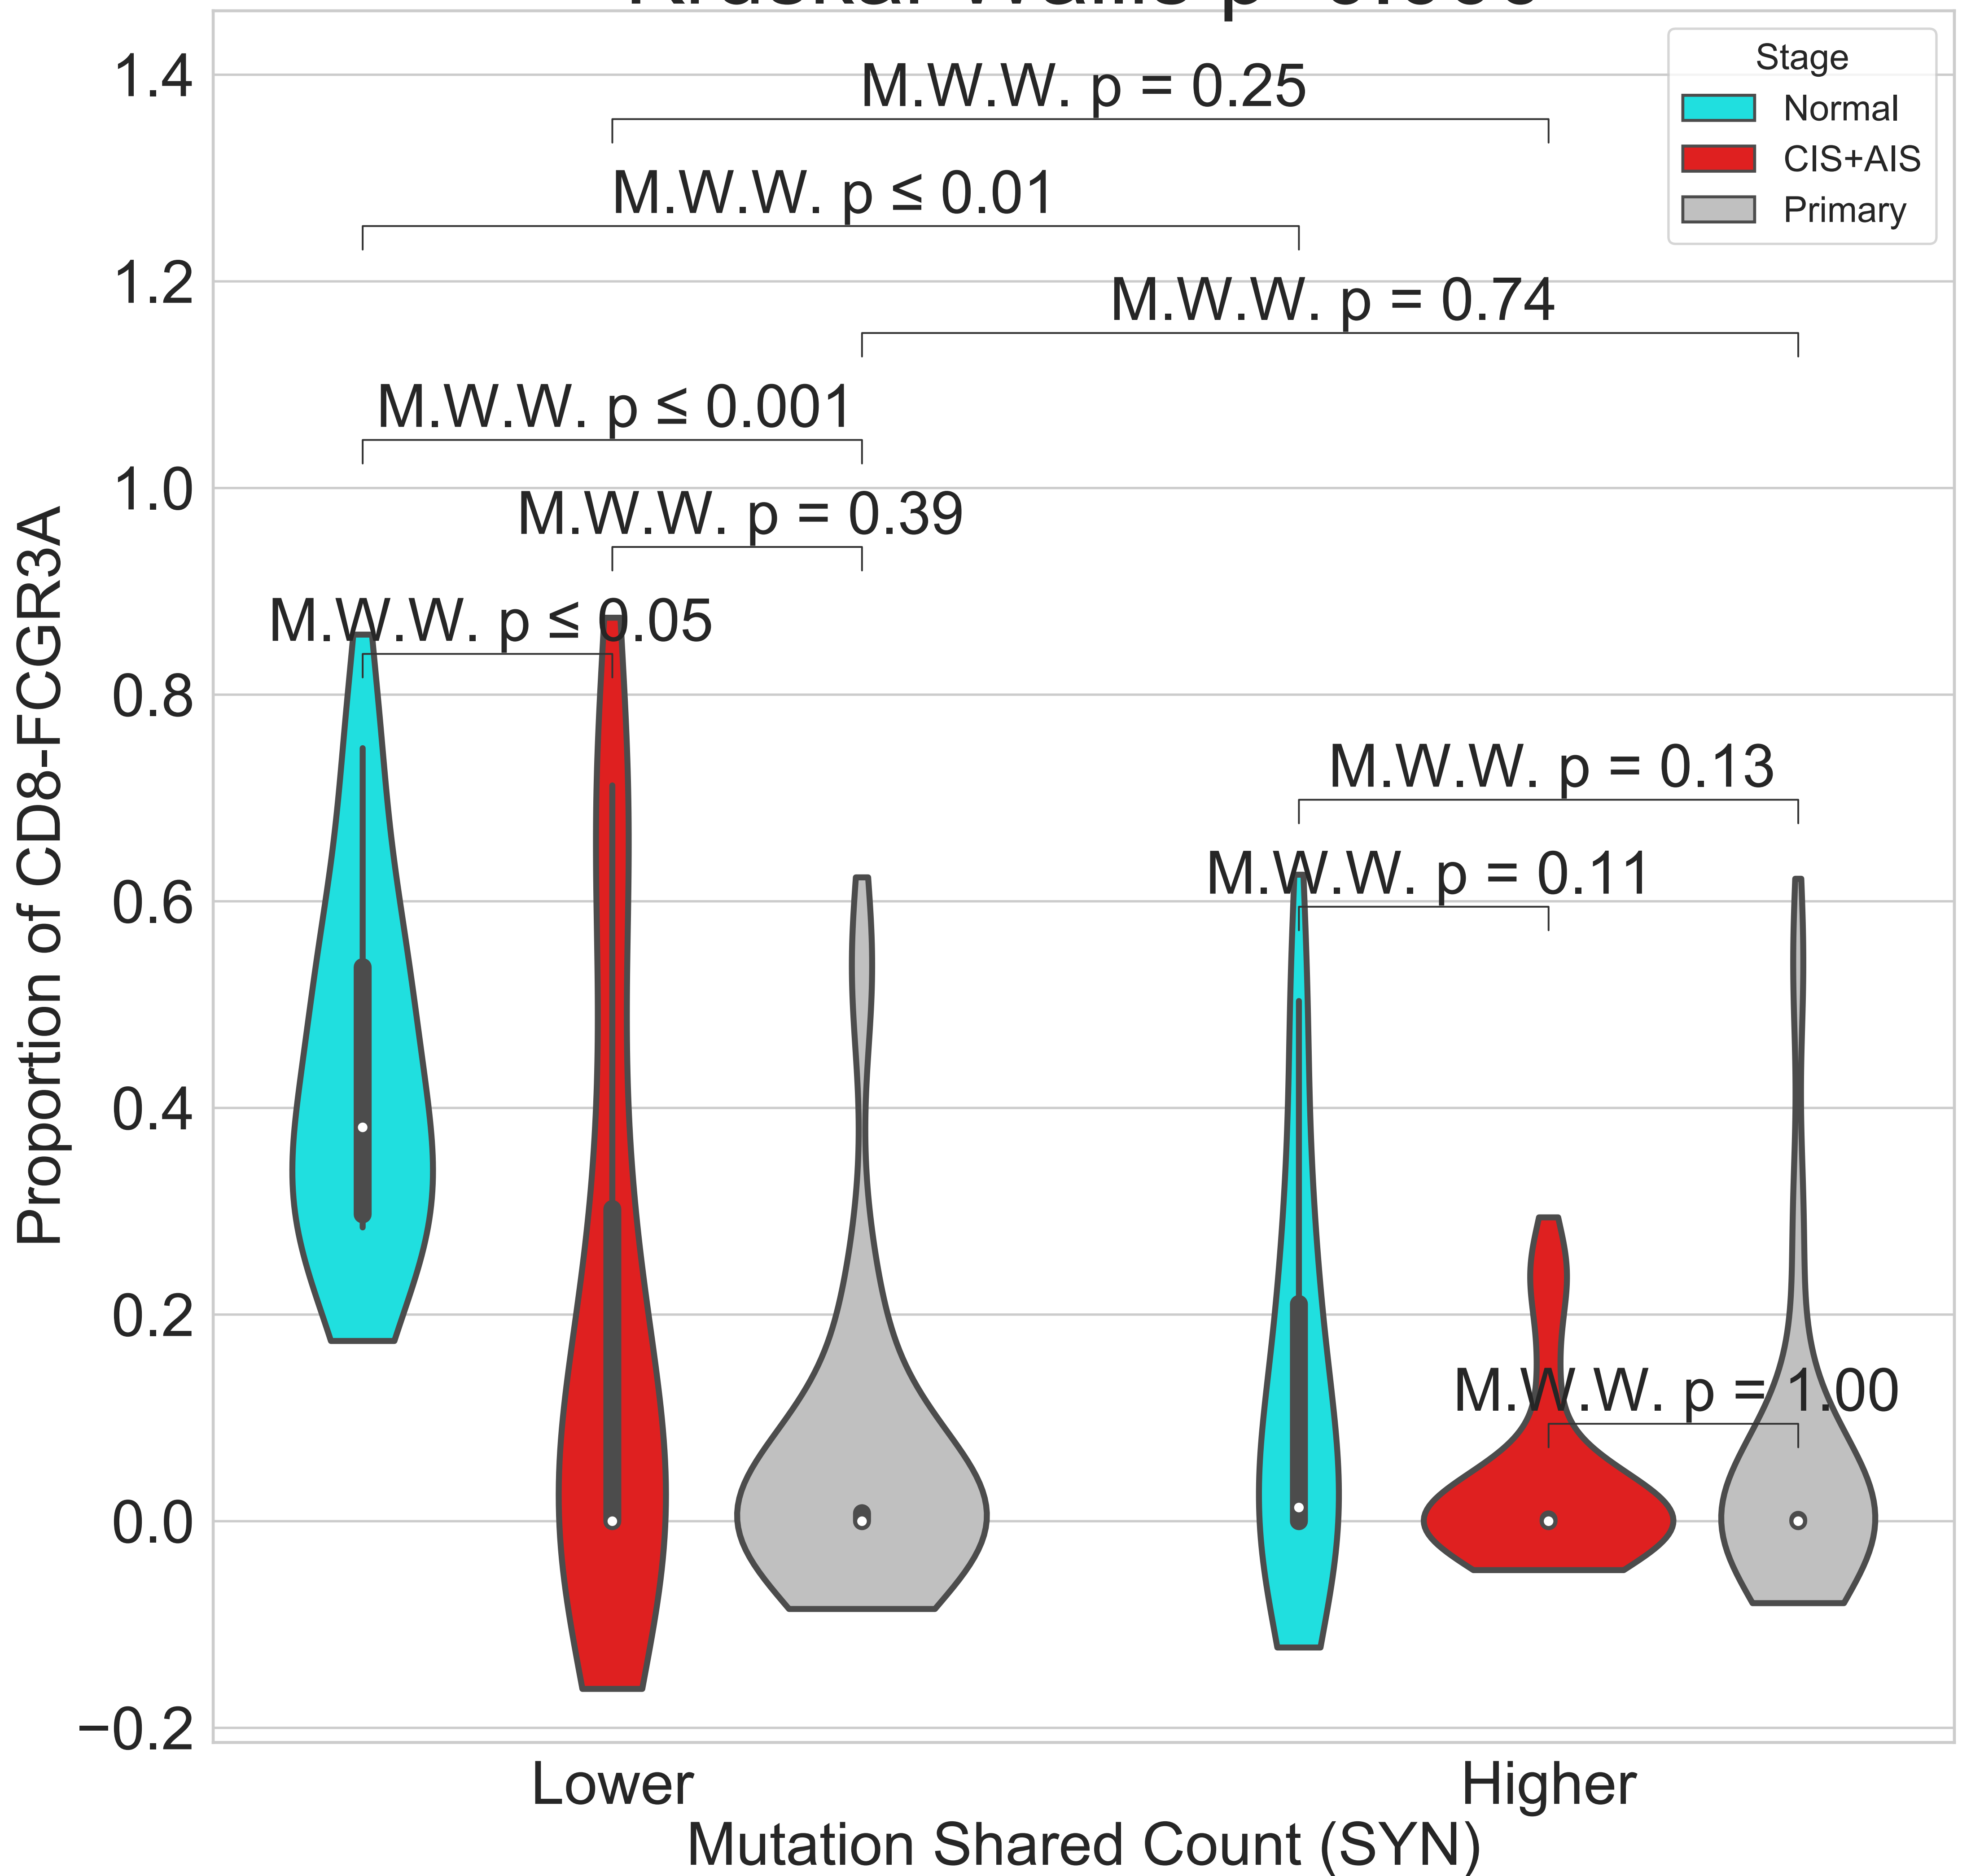 1.4
1.2
1.0
0.8
0.6
0.4
0.2
0.0
−0.2
Proportion of CD8-FCGR3A
M.W.W. p = 0.25
M.W.W. p ≤ 0.01
M.W.W. p = 0.74
M.W.W. p ≤ 0.001
M.W.W. p = 0.39
M.W.W. p ≤ 0.05
M.W.W. p = 0.13
M.W.W. p = 0.11
M.W.W. p = 1.00
Stage
Normal
CIS+AIS
Primary
Lower
Higher
Mutation Shared Count (SYN)